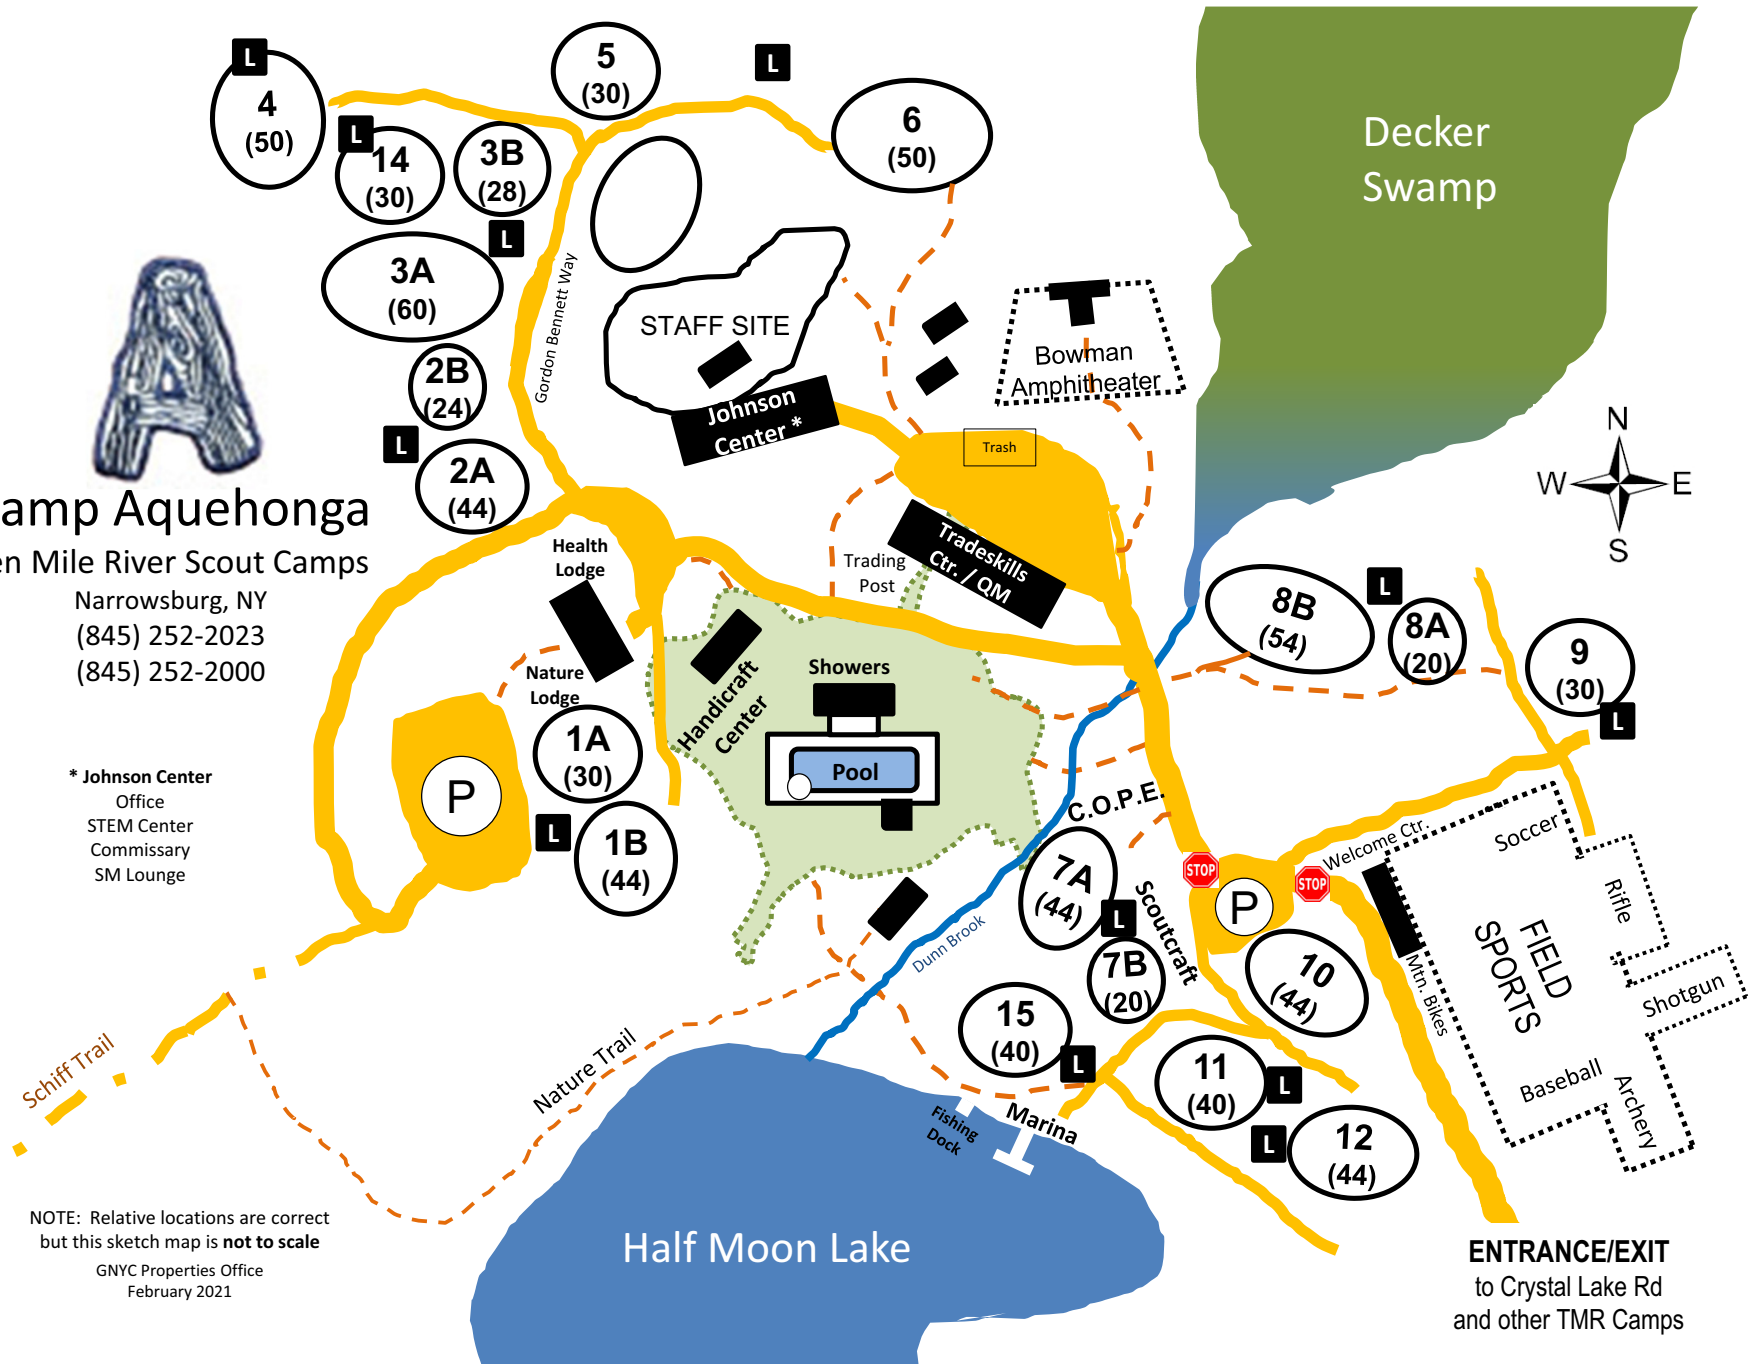 L
4
(50)
5
(30)
L
6
(50)
L
14
(30)
3B
(28)
L
3A
(60)
Decker
Swamp
Gordon Bennett Way
STAFF SITE
Bowman
Amphitheater
2B
(24)
L
2A
(44)
Johnson
Center *
Trash
N
W
E
S
A
amp Aquehonga
en Mile River Scout Camps
Narrowsburg, NY
(845) 252-2023
(845) 252-2000
Health
Lodge
Trading
Post
Tradeskills
Ctr. / QM
8B
(54)
L
8A
(20)
9
(30)
L
Nature
Lodge
Handicraft
Center
Showers
Pool
1A
(30)
L
1B
(44)
P
* Johnson Center
Office
STEM Center
Commissary
SM Lounge
C.O.P.E.
7A
(44)
L
7B
(20)
Scoutcraft
STOP
STOP
P
Welcome Ctr.
Soccer
Rifle
FIELD
SPORTS
Shotgun
Mtn. Bikes
Baseball
Archery
10
(44)
Dunn Brook
15
(40)
L
11
(40)
L
L
12
(44)
Schiff Trail
Nature Trail
Fishing
Dock
Marina
Half Moon Lake
NOTE: Relative locations are correct
but this sketch map is not to scale
GNYC Properties Office
February 2021
ENTRANCE/EXIT
to Crystal Lake Rd
and other TMR Camps